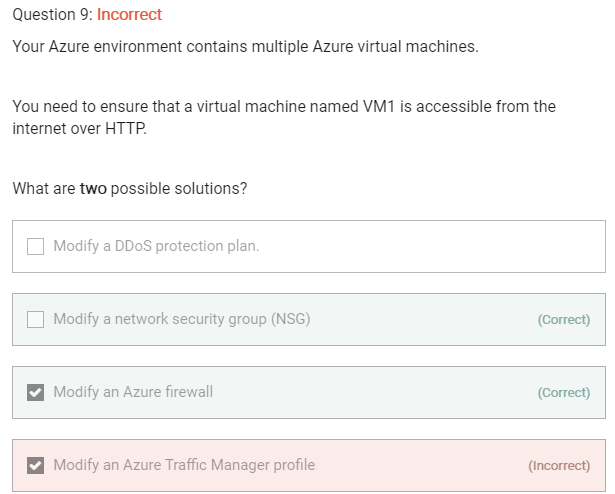 Question 9: Incorrect
Your Azure environment contains multiple Azure virtual machines.
You need to ensure that a virtual machine named VM1 is accessible from the
internet over HTTP.
What are two possible solutions?
Modify a DDoS protection plan.
Modify a network security group (NSG) (Correct)
Modify an Azure firewall (Correct)
Modify an Azure Traffic Manager profile (Incorrect)